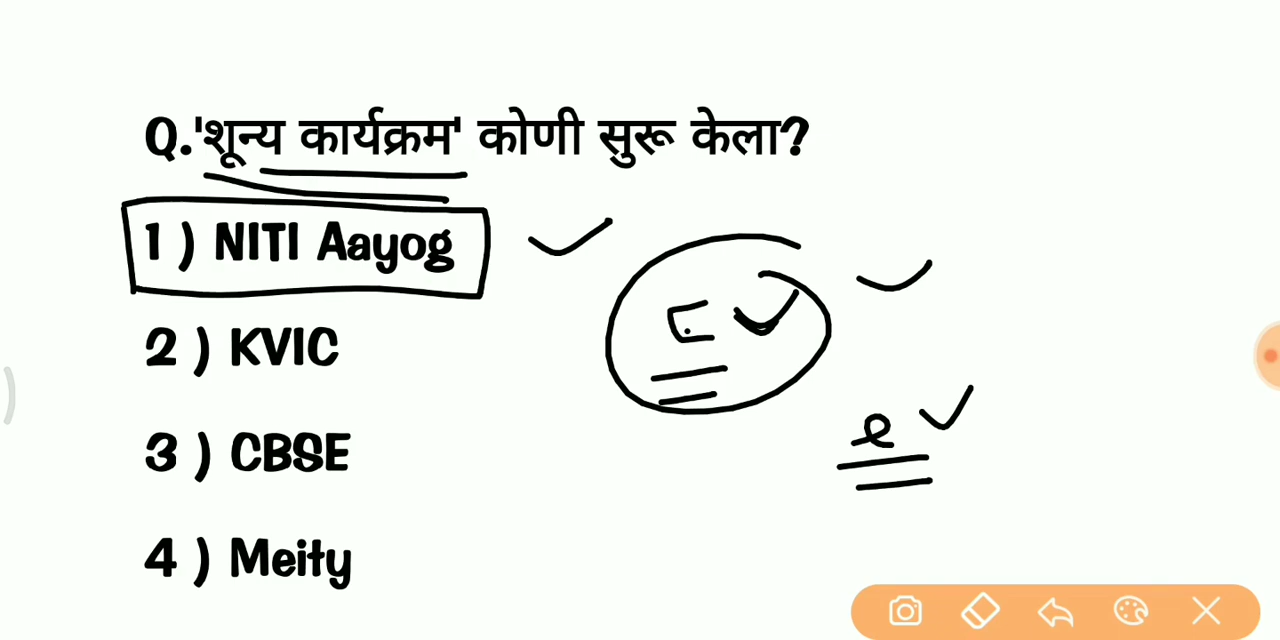 Q.'शून्य कार्यक्रम' कोणी सुरू केला?
1 ) NITI Aayog
2 ) KVIC
e
3 ) CBSE
4 ) Meity